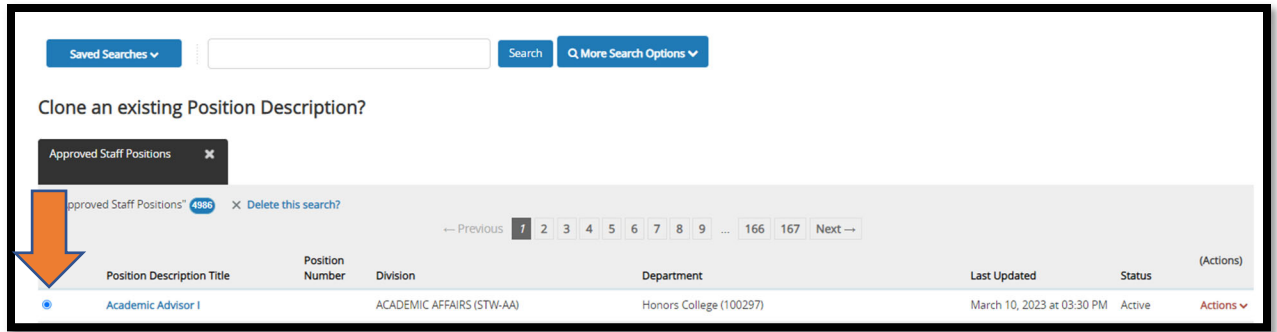 Saved Searches
Search
More Search Options
Clone an existing Position Description?
Approved Staff Positions
pproved Staff Positions" 4986 Delete this search?
← Previous 1 2 3 4 5 6 7 8 9 ... 166 167 Next →
Position Description Title Position Number Division Department Last Updated Status (Actions)
Academic Advisor I ACADEMIC AFFAIRS (STW-AA) Honors College (100297) March 10, 2023 at 03:30 PM Active Actions